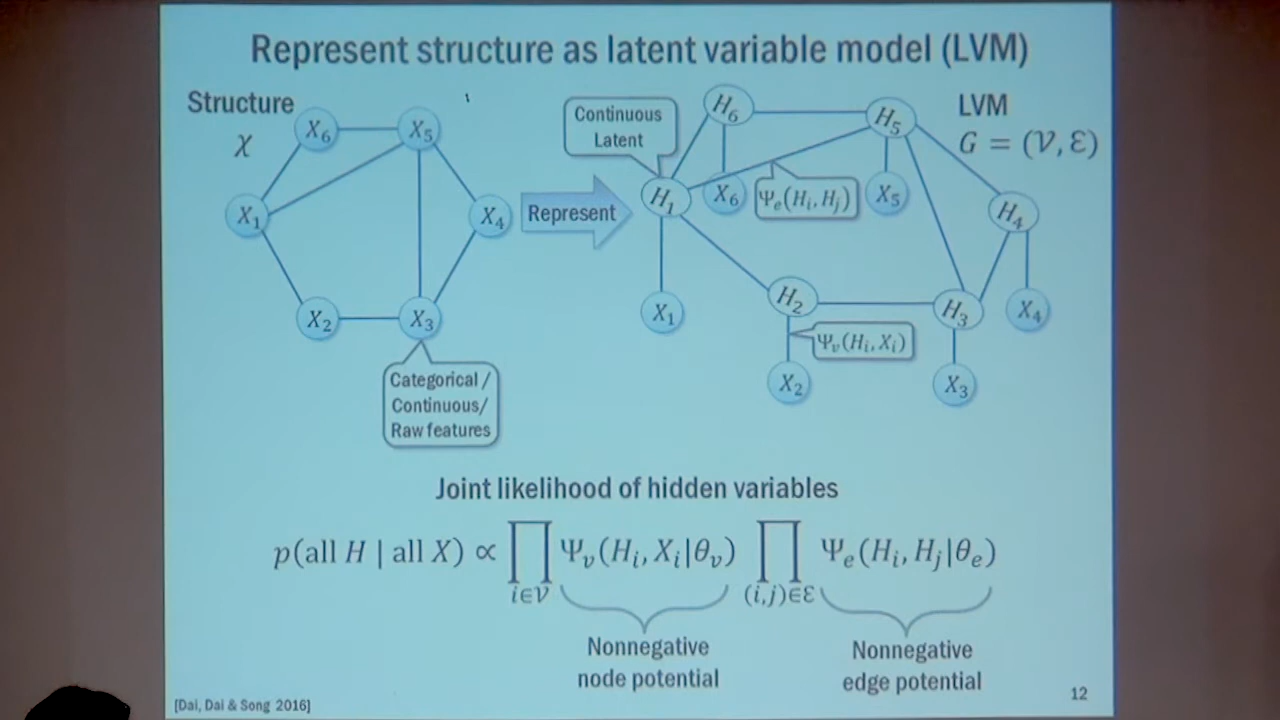 Represent structure as latent variable model (LVM)
Structure
χ
X₆
X₅
X₁
X₄
X₂
X₃
Categorical /
Continuous/
Raw features
Represent
Continuous
Latent
H₆
H₅
LVM
G = (𝒱, ℰ)
H₁
X₆
Ψₑ(Hᵢ, Hⱼ)
X₅
H₄
X₁
H₂
H₃
X₄
Ψᵥ(Hᵢ, Xᵢ)
X₂
X₃
Joint likelihood of hidden variables
p(all H | all X) ∝ ∏ Ψᵥ(Hᵢ, Xᵢ|θᵥ) ∏ Ψₑ(Hᵢ, Hⱼ|θₑ)
i∈𝒱 (i,j)∈ℰ
Nonnegative
node potential
Nonnegative
edge potential
[Dai, Dai & Song 2016]
12